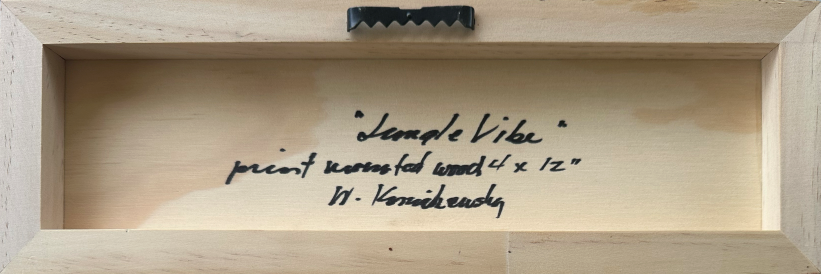 "Jungle Vibe"
print mounted wood 4 x 12"
W.